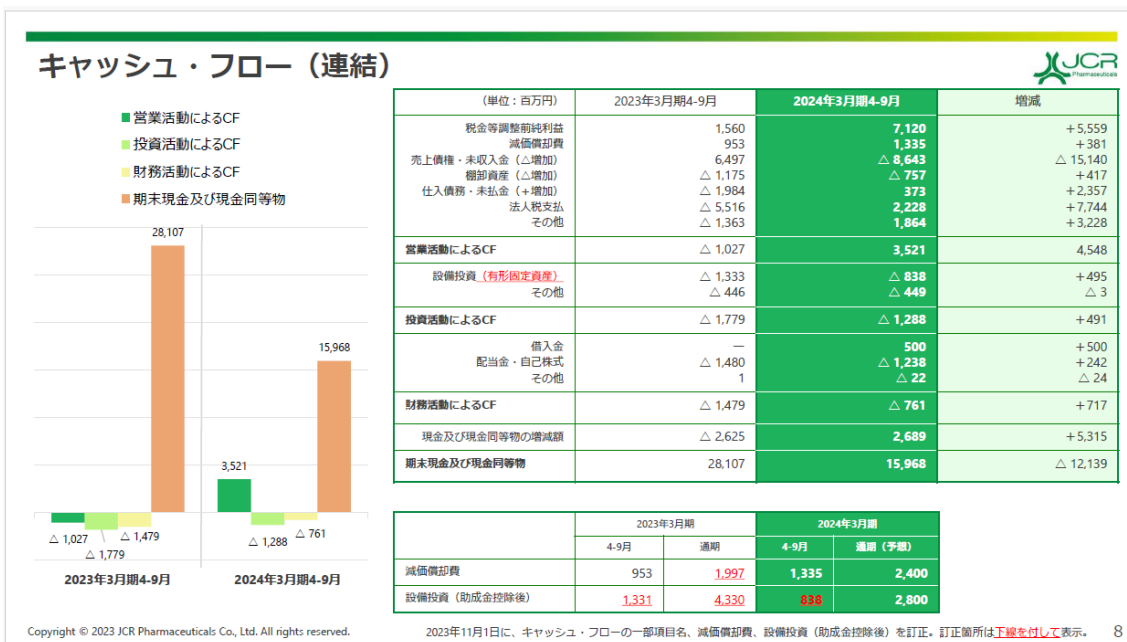 キャッシュ・フロー（連結）
JCR
Pharmaceuticals
営業活動によるCF
投資活動によるCF
財務活動によるCF
期末現金及び現金同等物
28,107
15,968
3,521
△ 1,027
△ 1,779
△ 1,479
△ 1,288
△ 761
2023年3月期4-9月
2024年3月期4-9月
（単位：百万円） 2023年3月期4-9月 2024年3月期4-9月 増減
税金等調整前純利益 1,560 7,120 +5,559
減価償却費 953 1,335 +381
売上債権・未収入金（△増加） 6,497 △ 8,643 △ 15,140
棚卸資産（△増加） △ 1,175 △ 757 +417
仕入債務・未払金（+増加） △ 1,984 373 +2,357
法人税支払 △ 5,516 2,228 +7,744
その他 △ 1,363 1,864 +3,228
営業活動によるCF △ 1,027 3,521 4,548
設備投資（有形固定資産） △ 1,333 △ 838 +495
その他 △ 446 △ 449 △ 3
投資活動によるCF △ 1,779 △ 1,288 +491
借入金 ― 500 +500
配当金・自己株式 △ 1,480 △ 1,238 +242
その他 1 △ 22 △ 24
財務活動によるCF △ 1,479 △ 761 +717
現金及び現金同等物の増減額 △ 2,625 2,689 +5,315
期末現金及び現金同等物 28,107 15,968 △ 12,139
2023年3月期 2024年3月期
4-9月 通期 4-9月 通期（予想）
減価償却費 953 1,997 1,335 2,400
設備投資（助成金控除後） 1,331 4,330 838 2,800
Copyright © 2023 JCR Pharmaceuticals Co., Ltd. All rights reserved.
2023年11月1日に、キャッシュ・フローの一部項目名、減価償却費、設備投資（助成金控除後）を訂正。訂正箇所は下線を付して表示。 8